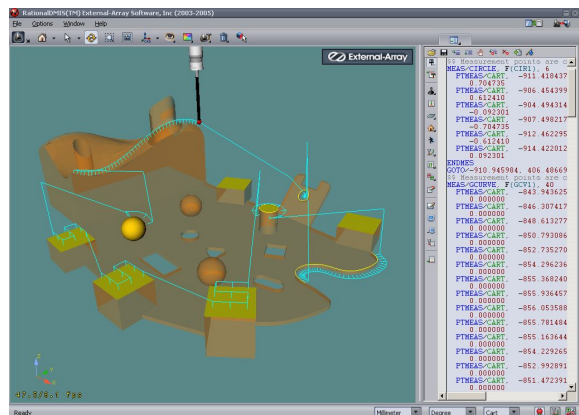 RationalDMIS(TM) External-Array Software, Inc (2003-2005)
File Options Window Help
External-Array
$$ Measurement points are c
MEAS/CIRCLE, F(CIR1), 6
PTMEAS/CART, -911.418437
0.704735
PTMEAS/CART, -906.454399
0.612410
PTMEAS/CART, -904.494314
-0.092301
PTMEAS/CART, -907.498217
-0.704735
PTMEAS/CART, -912.462295
-0.612410
PTMEAS/CART, -914.422012
0.092301
ENDMES
GOTO/-910.945984, 406.48669
$$ Measurement points are c
MEAS/GCURVE, F(GCV1), 40
PTMEAS/CART, -843.943625
0.000000
PTMEAS/CART, -846.307417
0.000000
PTMEAS/CART, -848.613277
0.000000
PTMEAS/CART, -850.793086
0.000000
PTMEAS/CART, -852.735270
0.000000
PTMEAS/CART, -854.296236
0.000000
PTMEAS/CART, -855.368240
0.000000
PTMEAS/CART, -855.936457
0.000000
PTMEAS/CART, -856.053588
0.000000
PTMEAS/CART, -855.781484
0.000000
PTMEAS/CART, -855.163644
0.000000
PTMEAS/CART, -854.229265
0.000000
PTMEAS/CART, -852.992891
0.000000
PTMEAS/CART, -851.472391
0.000000
fps
Ready
Millimeter Degree Cart